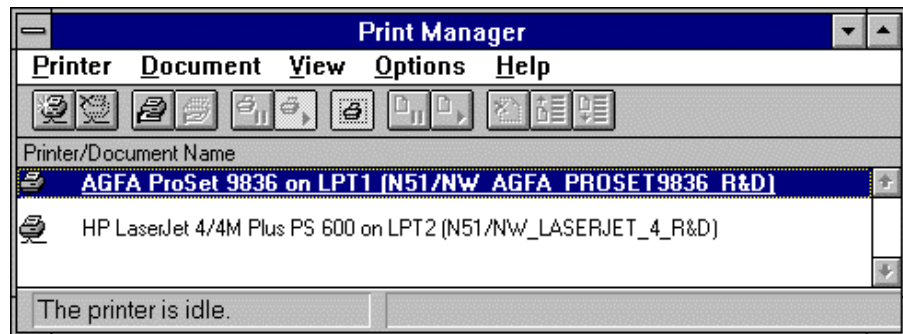 Print Manager
Printer Document View Options Help
Printer/Document Name
AGFA ProSet 9836 on LPT1 (N51/NW_AGFA_PROSET9836_R&D)
HP LaserJet 4/4M Plus PS 600 on LPT2 (N51/NW_LASERJET_4_R&D)
The printer is idle.